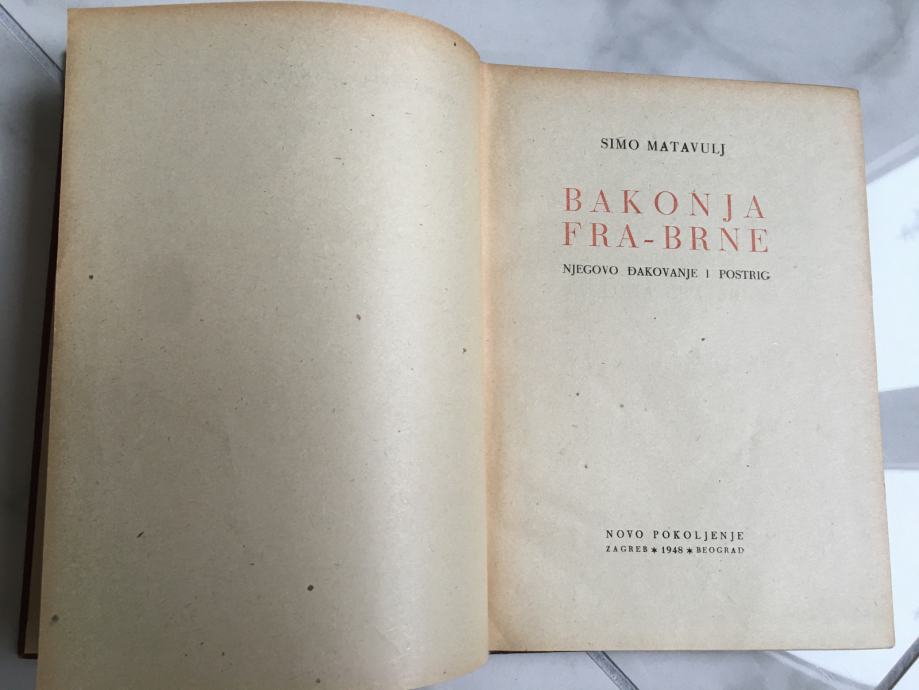 SIMO MATAVULJ
BAKONJA
FRA-BRNE
NJEGOVO ĐAKOVANJE I POSTRIG
NOVO POKOLJENJE
ZAGREB * 1948 * BEOGRAD